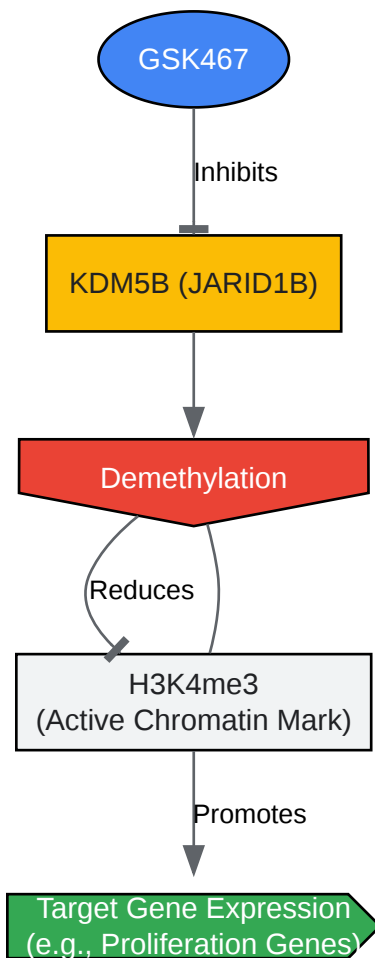 GSK467
Inhibits
KDM5B (JARID1B)
Demethylation
Reduces
H3K4me3
(Active Chromatin Mark)
Promotes
Target Gene Expression
(e.g., Proliferation Genes)